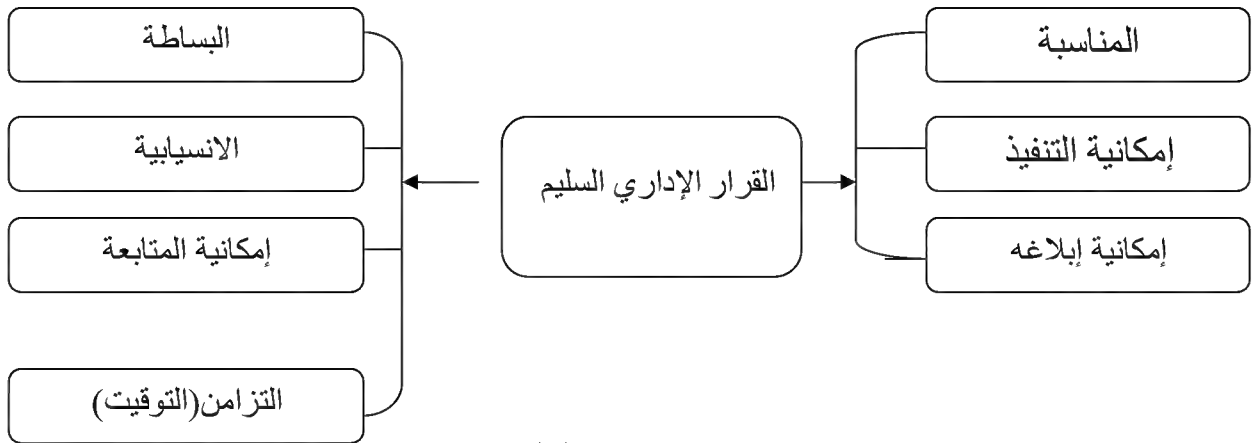 المناسبة
البساطة
إمكانية التنفيذ
الانسيابية
القرار الإداري السليم
إمكانية إبلاغه
إمكانية المتابعة
التزامن(التوقيت)